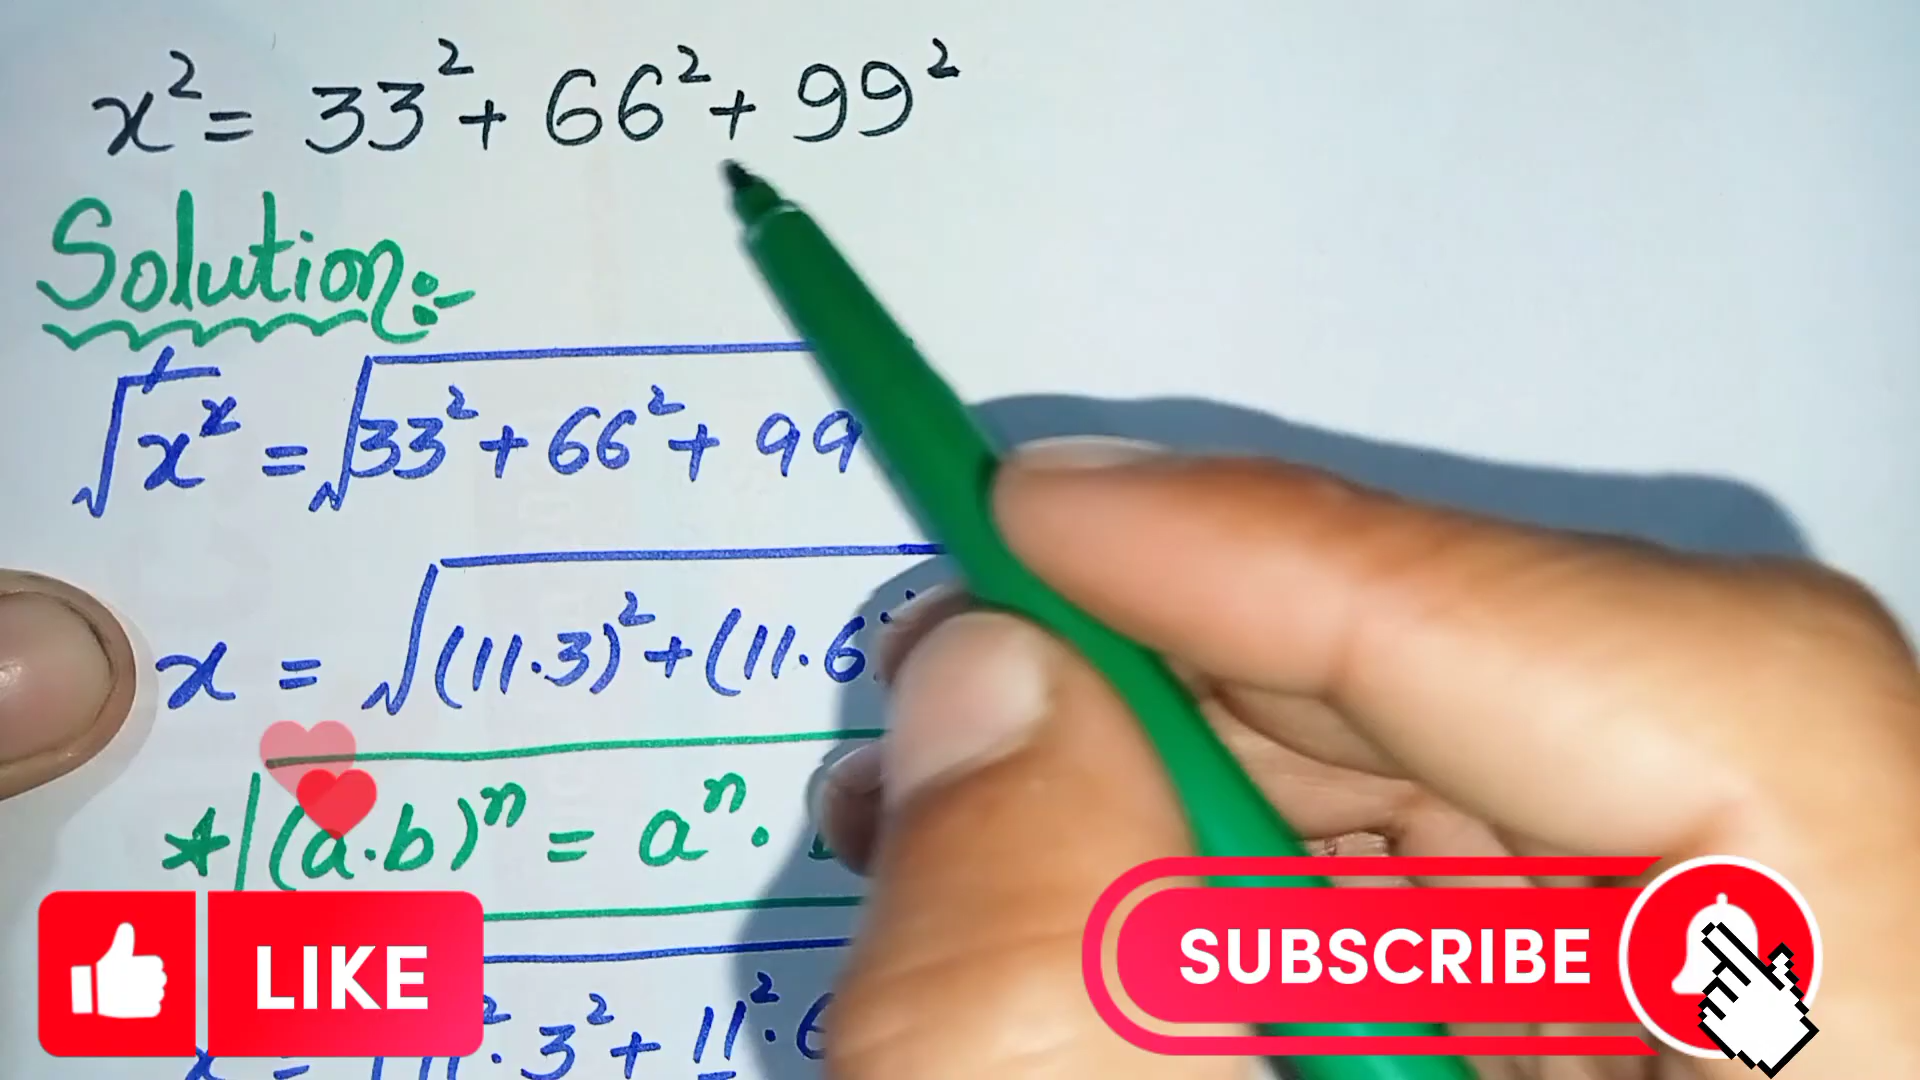 x² = 33² + 66² + 99²
Solution:-
√x² = √33² + 66² + 99
x = √(11.3)² + (11.6
*|(a.b)ⁿ = aⁿ.
x = ².3² + 11².6
LIKE
SUBSCRIBE